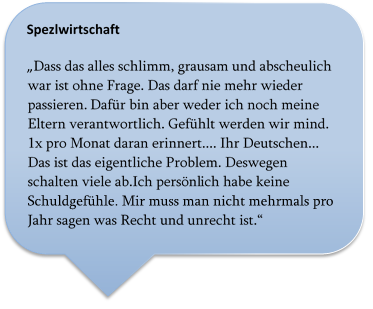 Spezlwirtschaft
„Dass das alles schlimm, grausam und abscheulich
war ist ohne Frage. Das darf nie mehr wieder
passieren. Dafür bin aber weder ich noch meine
Eltern verantwortlich. Gefühlt werden wir mind.
1x pro Monat daran erinnert.... Ihr Deutschen...
Das ist das eigentliche Problem. Deswegen
schalten viele ab.Ich persönlich habe keine
Schuldgefühle. Mir muss man nicht mehrmals pro
Jahr sagen was Recht und unrecht ist.“